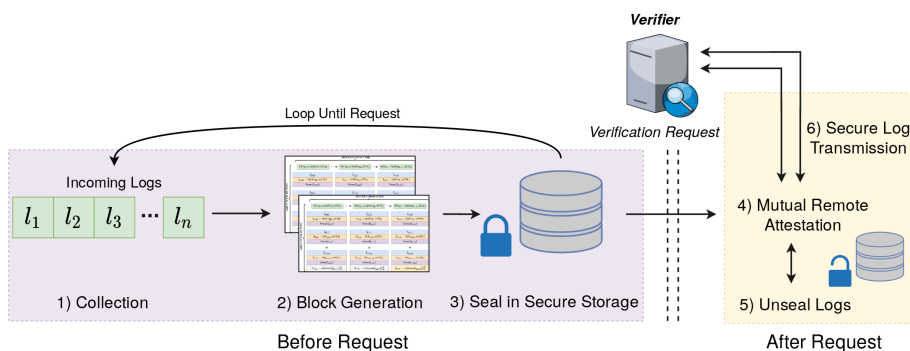 Verifier
Verification Request
Loop Until Request
Incoming Logs
l1 l2 l3 ... ln
1) Collection
2) Block Generation
3) Seal in Secure Storage
Before Request
6) Secure Log
Transmission
4) Mutual Remote
Attestation
5) Unseal Logs
After Request